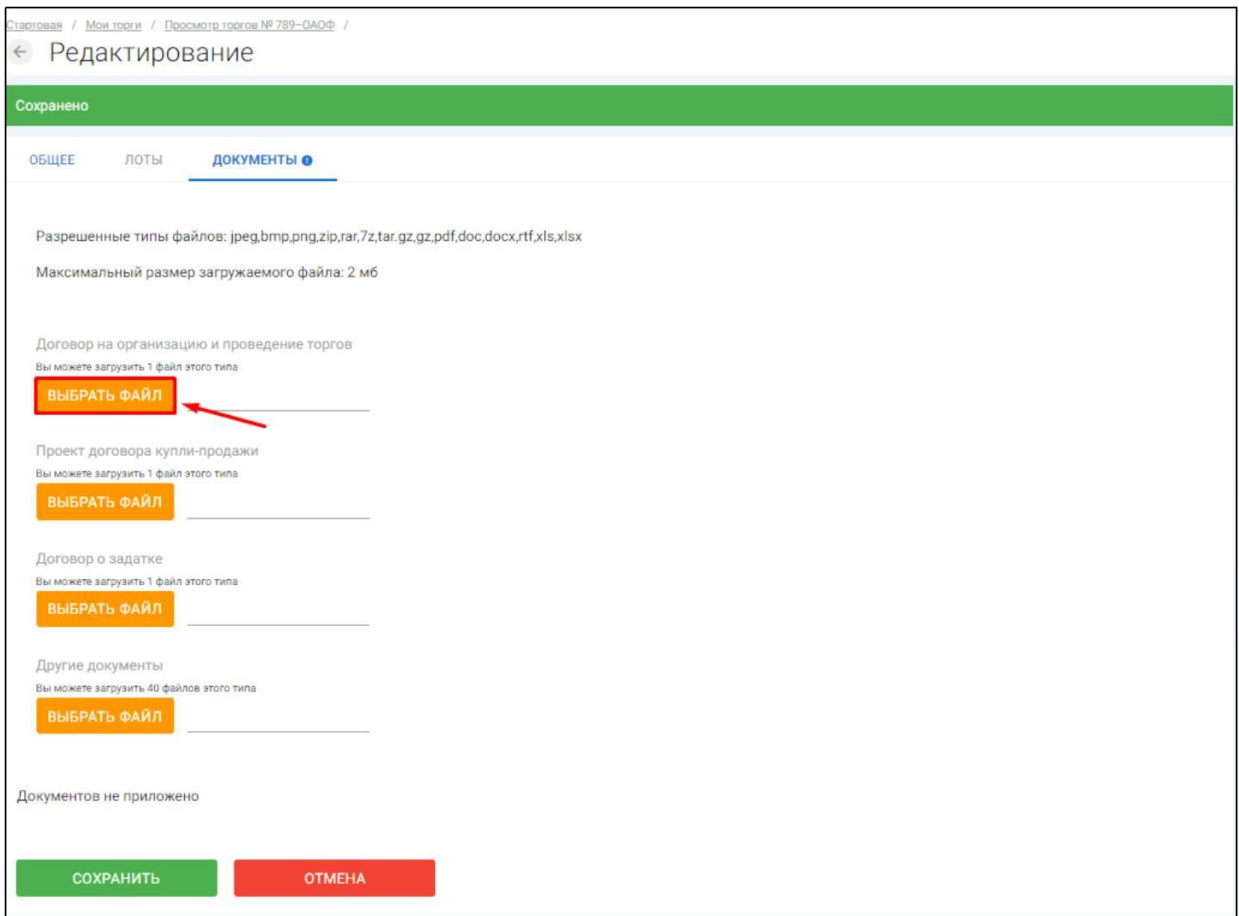 Стартовая / Мои торги / Просмотр торгов № 789–ОАОФ /
Редактирование
Сохранено
ОБЩЕЕ ЛОТЫ ДОКУМЕНТЫ
Разрешенные типы файлов: jpeg,bmp,png,zip,rar,7z,tar.gz,gz,pdf,doc,docx,rtf,xls,xlsx
Максимальный размер загружаемого файла: 2 мб
Договор на организацию и проведение торгов
Вы можете загрузить 1 файл этого типа
ВЫБРАТЬ ФАЙЛ
Проект договора купли-продажи
Вы можете загрузить 1 файл этого типа
ВЫБРАТЬ ФАЙЛ
Договор о задатке
Вы можете загрузить 1 файл этого типа
ВЫБРАТЬ ФАЙЛ
Другие документы
Вы можете загрузить 40 файлов этого типа
ВЫБРАТЬ ФАЙЛ
Документов не приложено
СОХРАНИТЬ ОТМЕНА